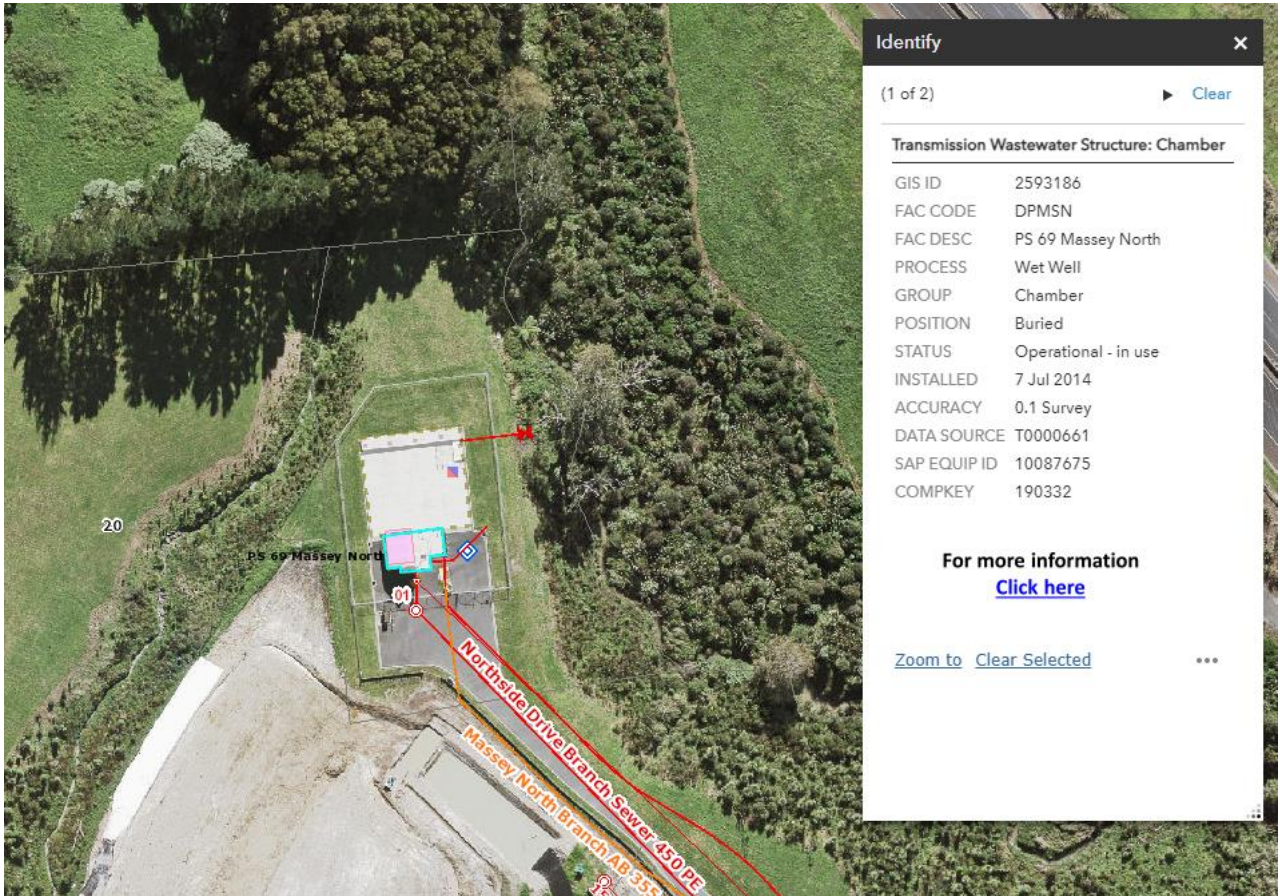 Identify
(1 of 2) Clear
Transmission Wastewater Structure: Chamber
GIS ID 2593186
FAC CODE DPMSN
FAC DESC PS 69 Massey North
PROCESS Wet Well
GROUP Chamber
POSITION Buried
STATUS Operational - in use
INSTALLED 7 Jul 2014
ACCURACY 0.1 Survey
DATA SOURCE T0000661
SAP EQUIP ID 10087675
COMPKEY 190332
For more information
Click here
Zoom to Clear Selected
20
PS 69 Massey North
01
Northside Drive Branch Sewer 450 PE
Massey North Branch AB 355